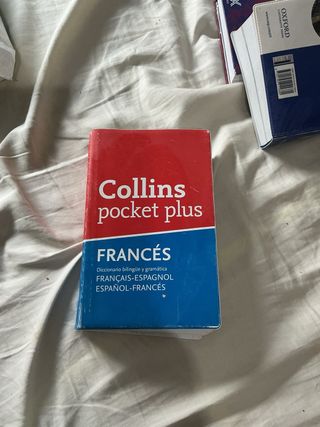 OXFORD
Collins
pocket plus
FRANCÉS
Diccionario bilingüe y gramática
FRANÇAIS-ESPAGNOL
ESPAÑOL-FRANCÉS